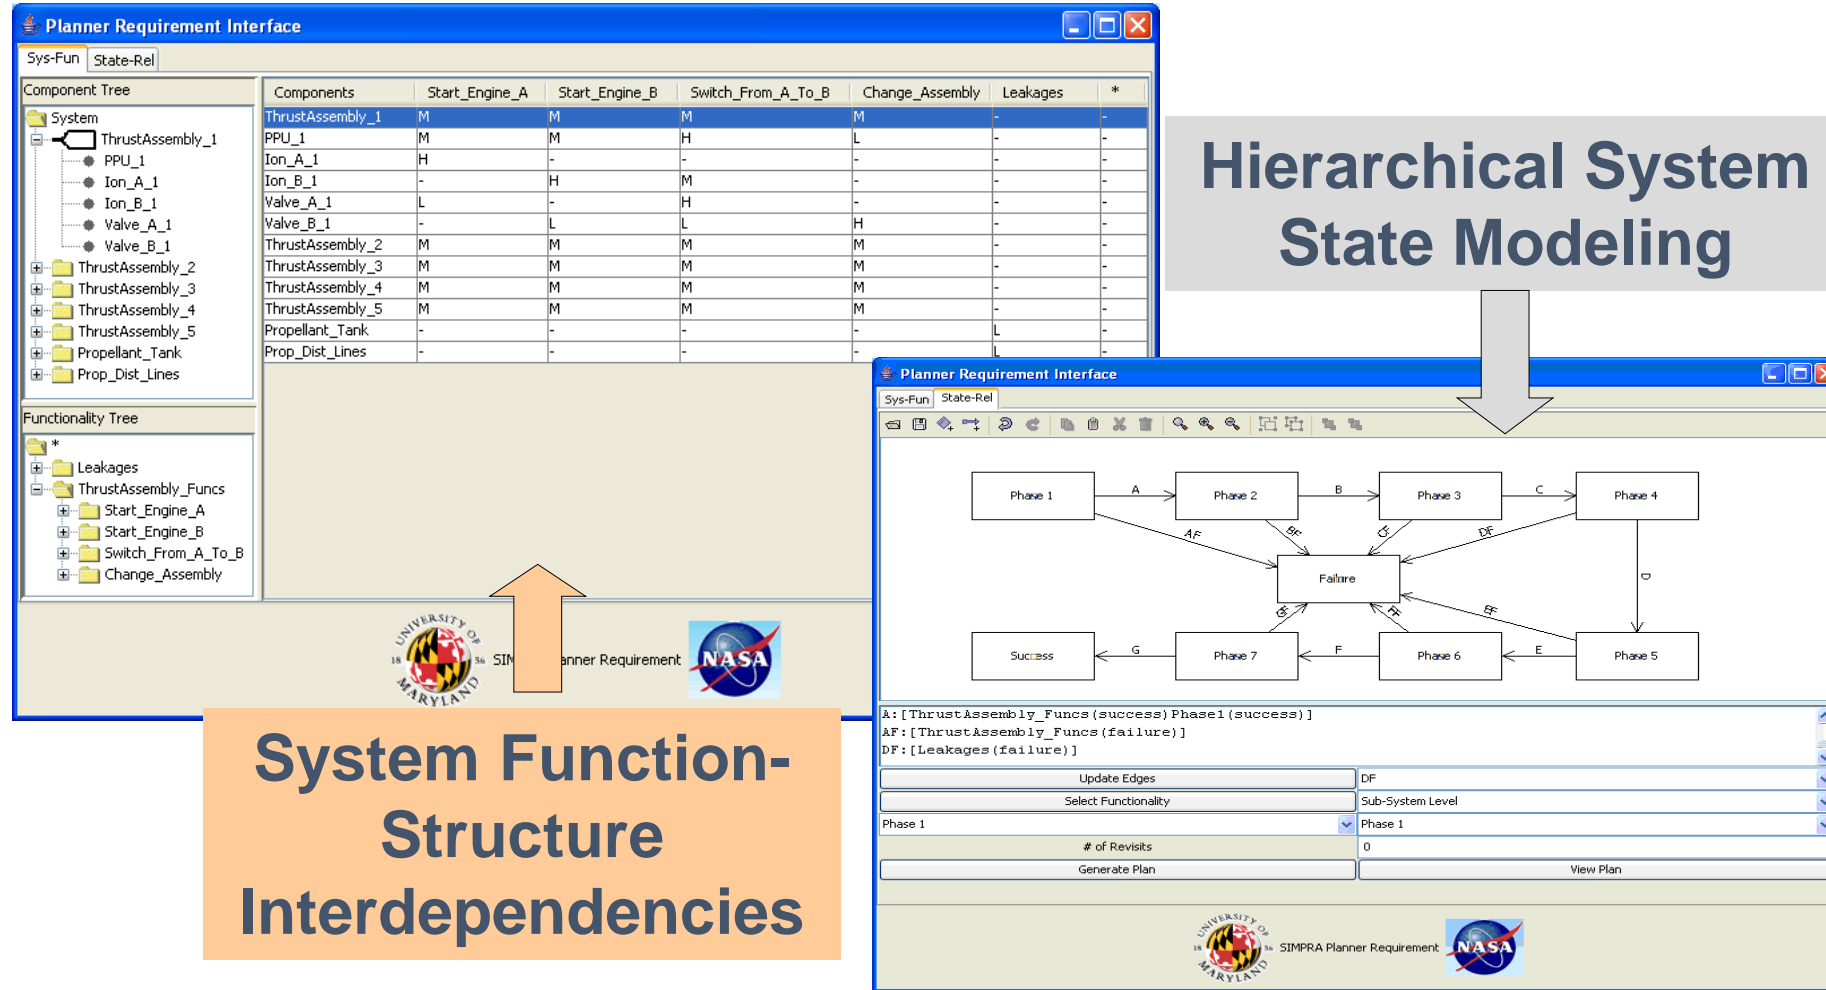 Planner Requirement Interface
Sys-Fun State-Rel
Component Tree
System
ThrustAssembly_1
PPU_1
Ion_A_1
Ion_B_1
Valve_A_1
Valve_B_1
ThrustAssembly_2
ThrustAssembly_3
ThrustAssembly_4
ThrustAssembly_5
Propellant_Tank
Prop_Dist_Lines
Functionality Tree
*
Leakages
ThrustAssembly_Funcs
Start_Engine_A
Start_Engine_B
Switch_From_A_To_B
Change_Assembly
Components Start_Engine_A Start_Engine_B Switch_From_A_To_B Change_Assembly Leakages *
ThrustAssembly_1 M M M M - -
PPU_1 M M H L - -
Ion_A_1 H - - - - -
Ion_B_1 - H M - - -
Valve_A_1 L - H - - -
Valve_B_1 - L L H - -
ThrustAssembly_2 M M M M - -
ThrustAssembly_3 M M M M - -
ThrustAssembly_4 M M M M - -
ThrustAssembly_5 M M M M - -
Propellant_Tank - - - - L -
Prop_Dist_Lines - - - - L -
UNIVERSITY OF
18 56
MARYLAND
anner Requirement
NASA
System Function-
Structure
Interdependencies
Hierarchical System
State Modeling
Planner Requirement Interface
Sys-Fun State-Rel
Phase 1 A Phase 2 B Phase 3 C Phase 4
AF BF CF DF
Failure D
GF FF EF
Success G Phase 7 F Phase 6 E Phase 5
A:[ThrustAssembly_Funcs(success)Phase1(success)]
AF:[ThrustAssembly_Funcs(failure)]
DF:[Leakages(failure)]
Update Edges DF
Select Functionality Sub-System Level
Phase 1 Phase 1
# of Revisits 0
Generate Plan View Plan
UNIVERSITY OF
18 56
MARYLAND
SIMPRA Planner Requirement
NASA